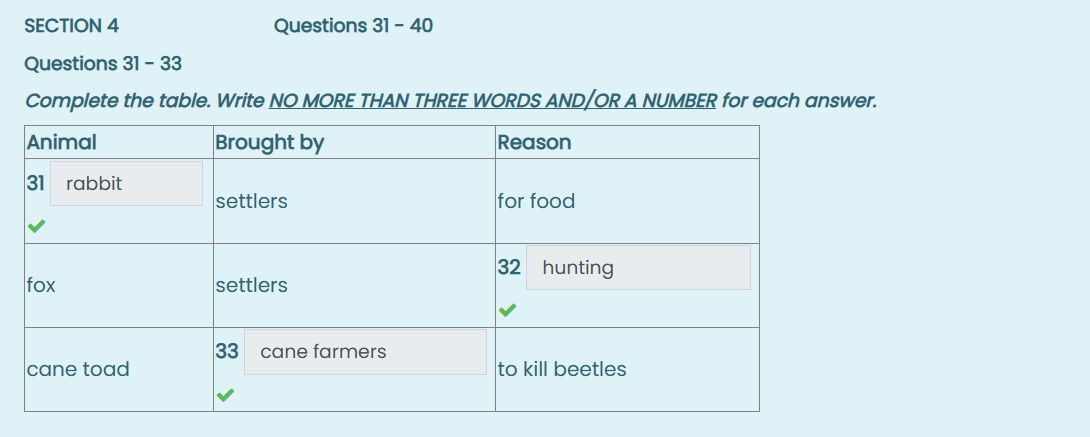 SECTION 4 Questions 31 - 40
Questions 31 - 33
Complete the table. Write NO MORE THAN THREE WORDS AND/OR A NUMBER for each answer.
Animal Brought by Reason
31 rabbit settlers for food
fox settlers 32 hunting
cane toad 33 cane farmers to kill beetles